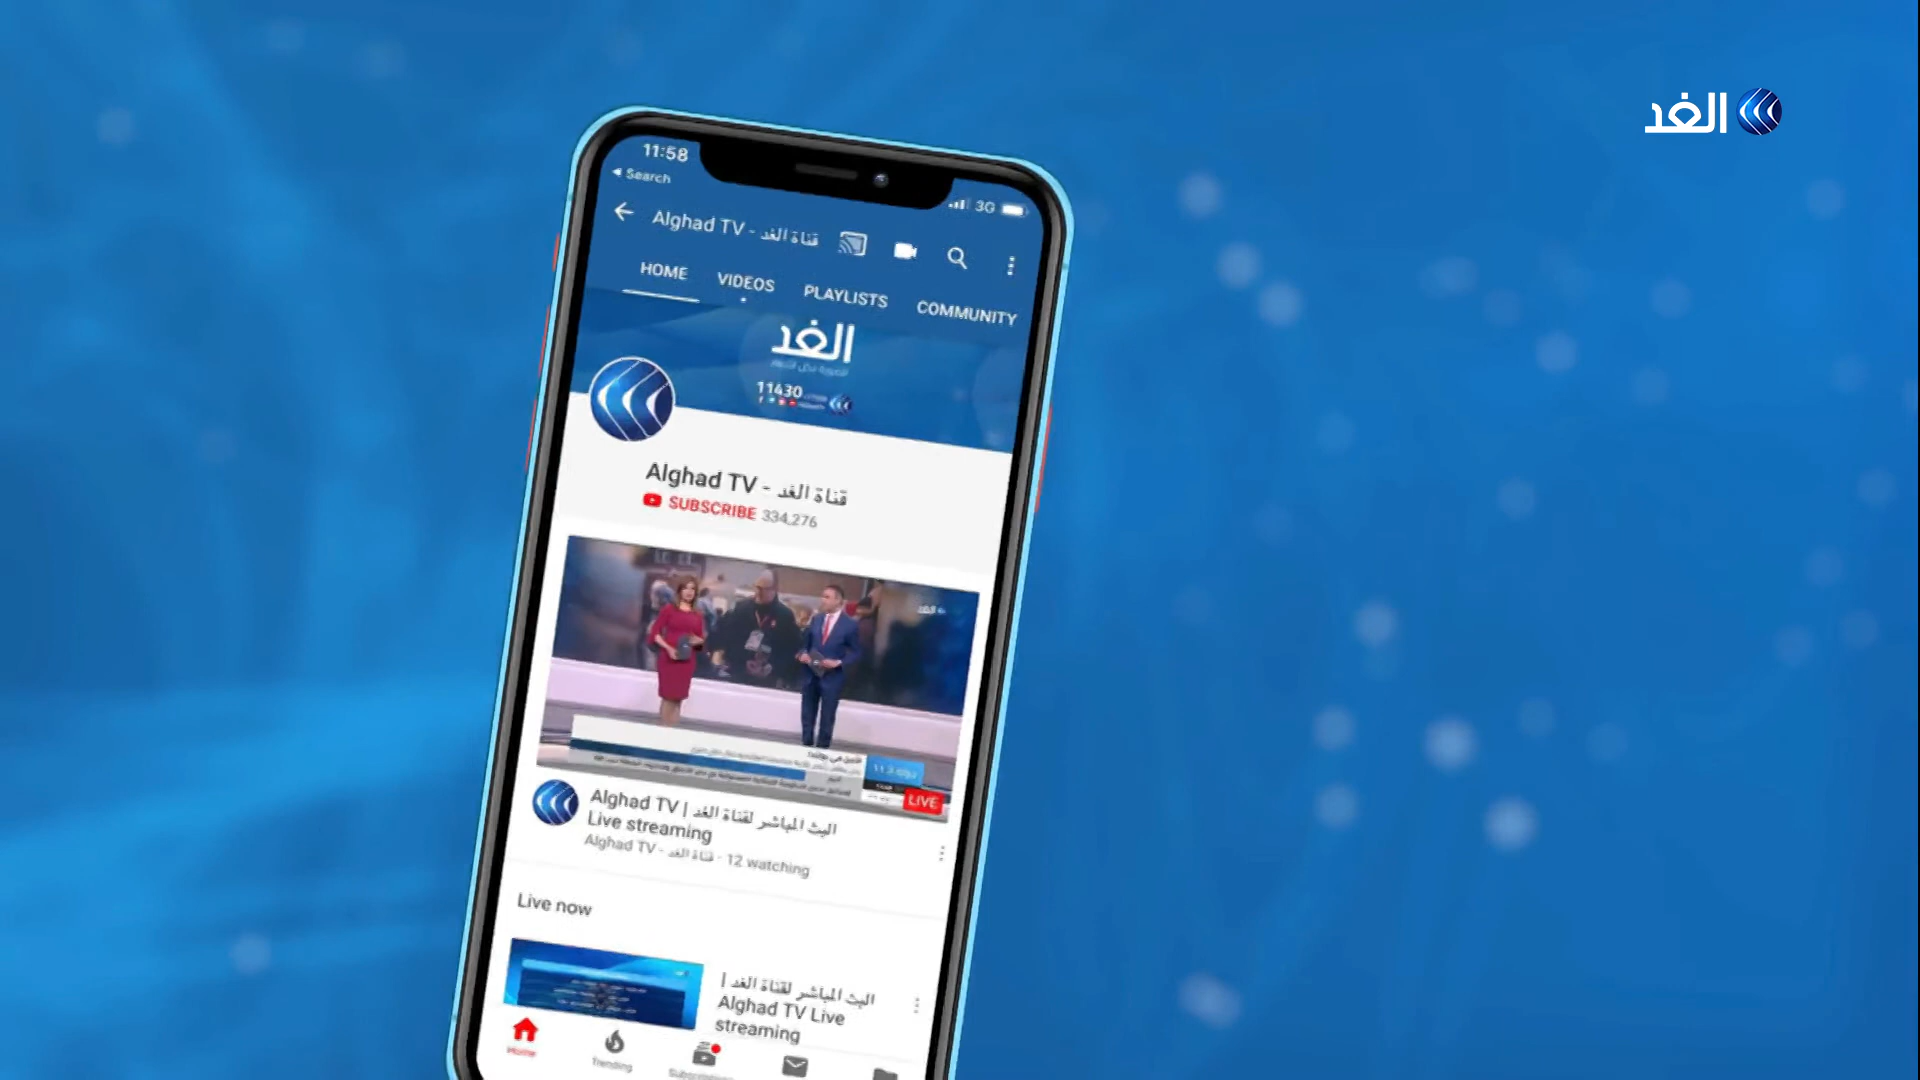 الغد
11:58
Search
3G
Alghad TV - قناة الغد
HOME VIDEOS PLAYLISTS COMMUNITY
الغد
11430
Alghad TV - قناة الغد
SUBSCRIBE 334,276
الغد
LIVE
Alghad TV | البث المباشر لقناة الغد
Live streaming
Alghad TV - قناة الغد · 12 watching
Live now
البث المباشر لقناة الغد |
Alghad TV Live
streaming
Home Trending